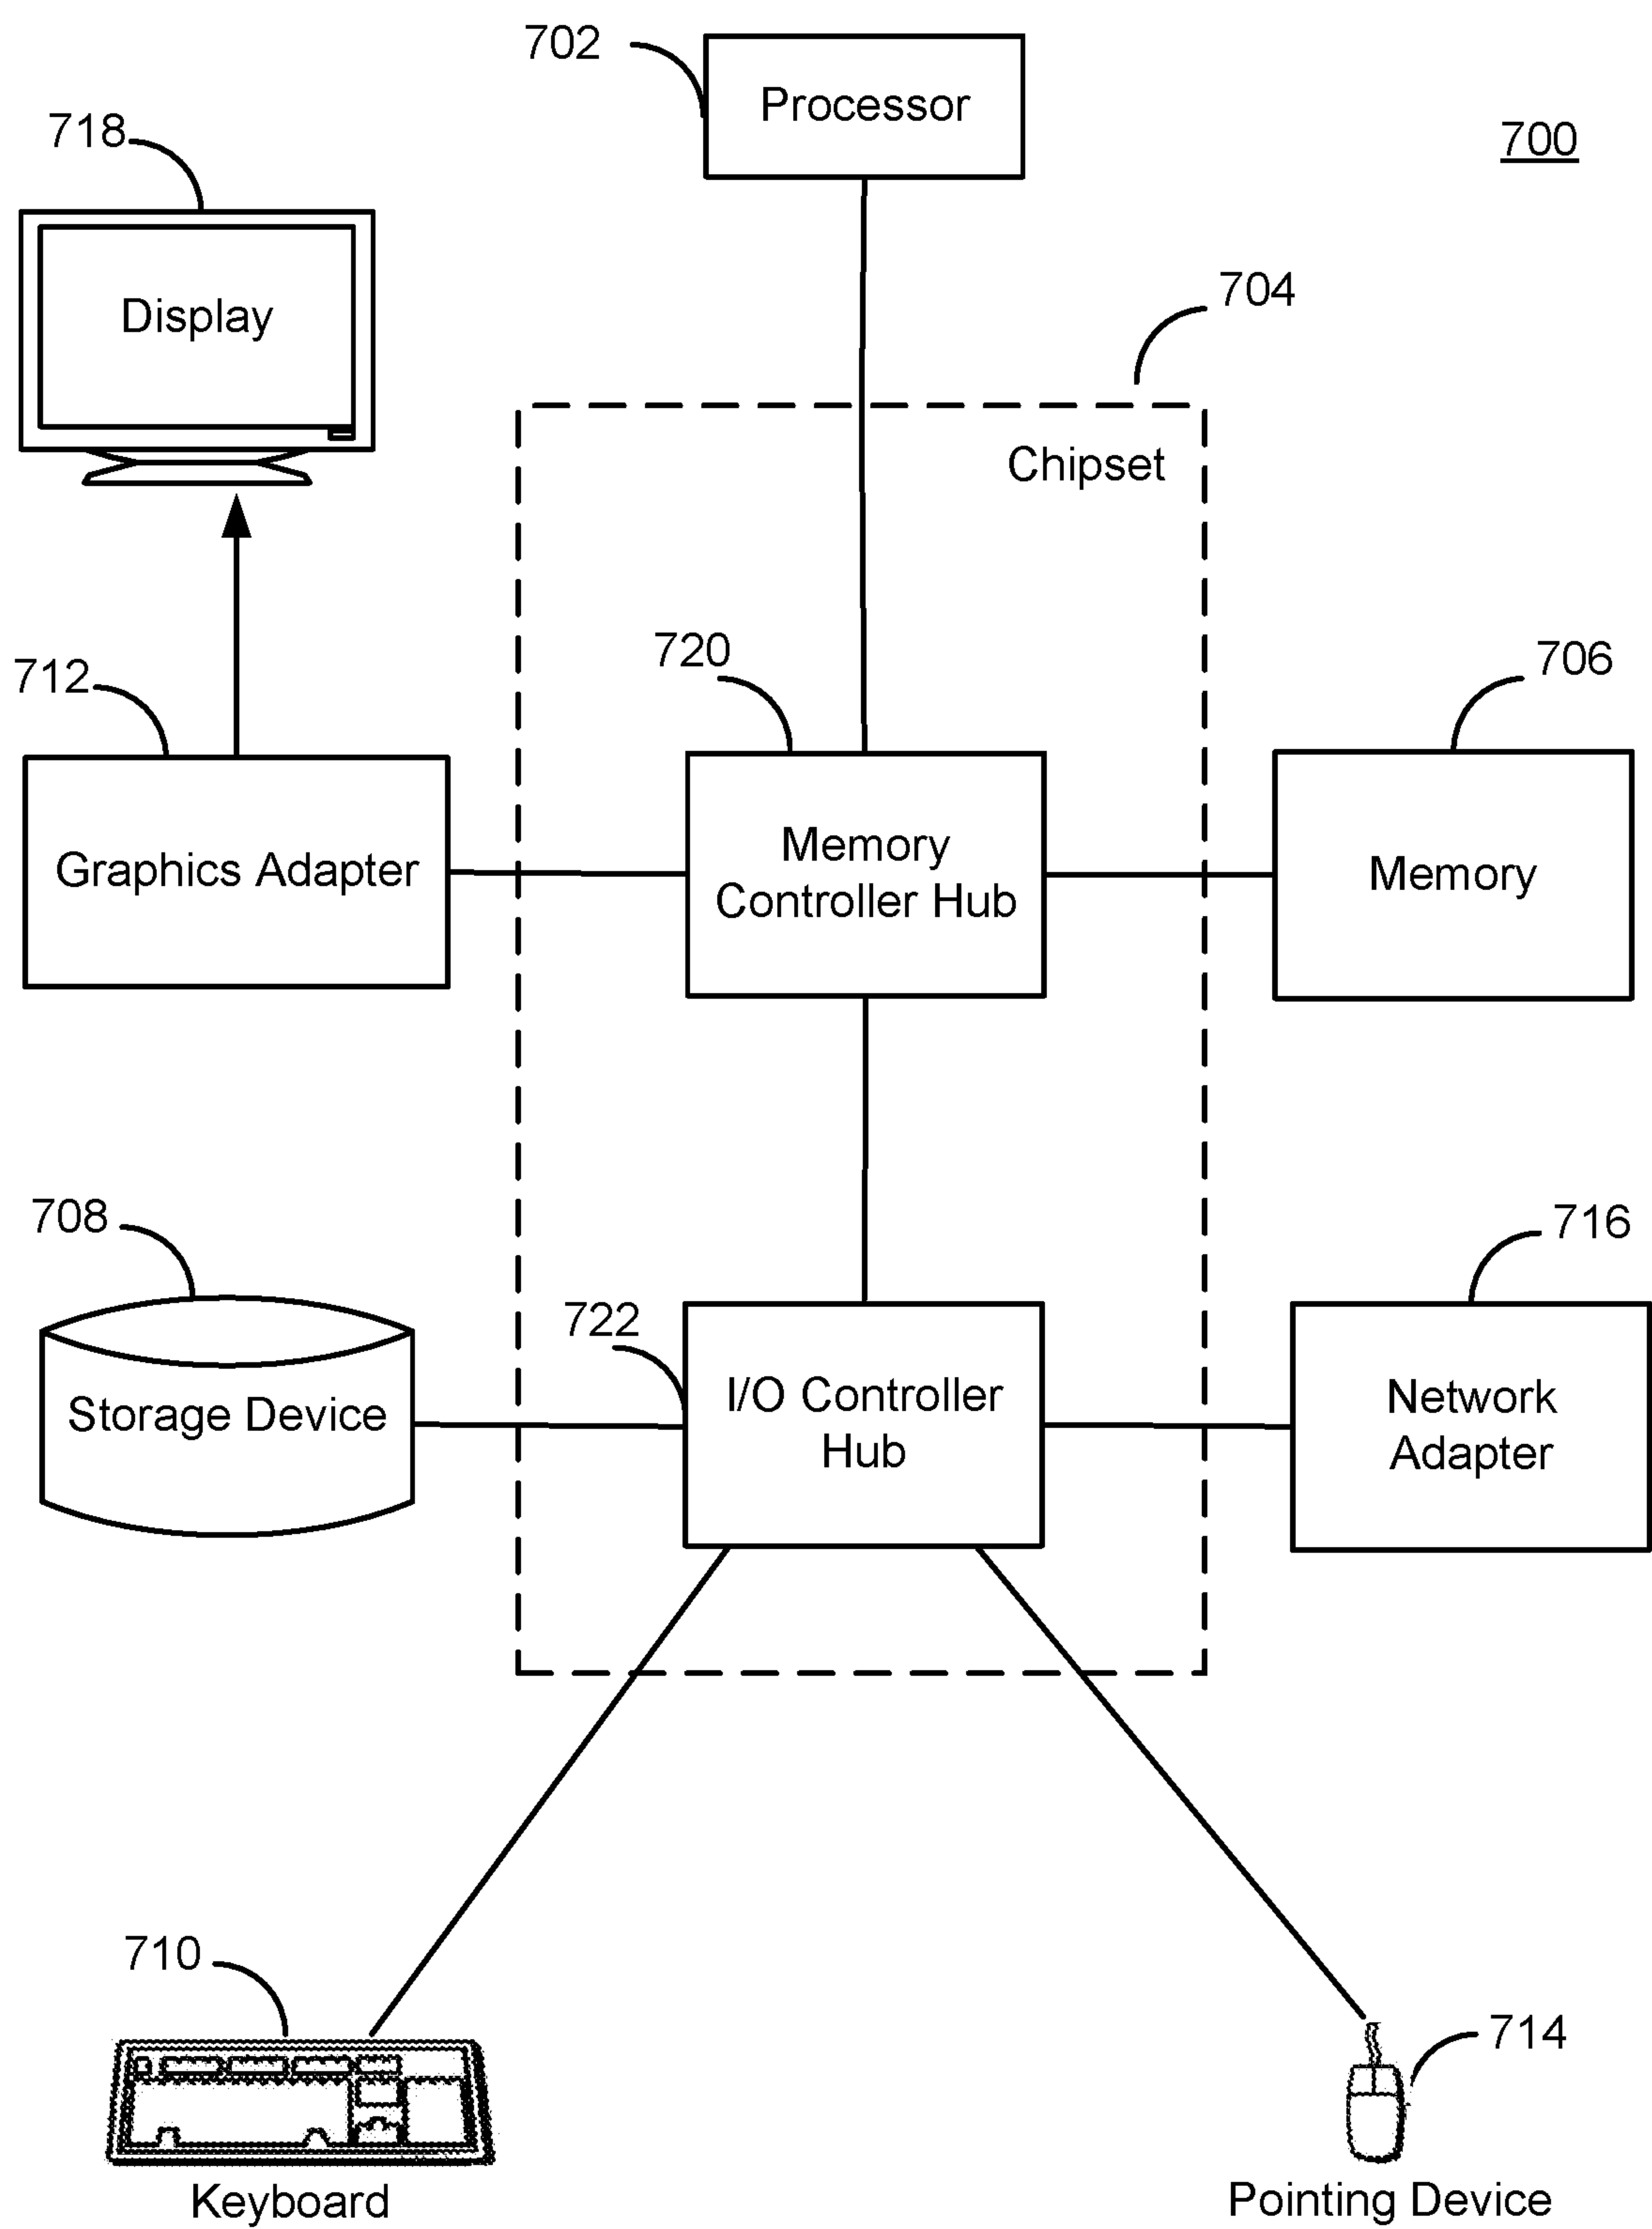 702
Processor
700
718
Display
704
Chipset
720
706
712
Memory
Controller Hub
Graphics Adapter
Memory
708
716
722
I/O Controller
Hub
Storage Device
Network
Adapter
710
714
Keyboard
Pointing Device